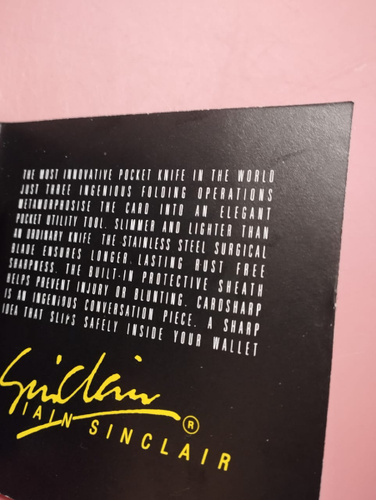 THE MOST INNOVATIVE POCKET KNIFE IN THE WORLD
JUST THREE INGENIOUS FOLDING OPERATIONS
METAMORPHOSISE THE CARD INTO AN ELEGANT
POCKET UTILITY TOOL. SLIMMER AND LIGHTER THAN
AN ORDINARY KNIFE THE STAINLESS STEEL SURGICAL
BLADE ENSURES LONGER LASTING RUST FREE
SHARPNESS. THE BUILT-IN PROTECTIVE SHEATH
HELPS PREVENT INJURY OR BLUNTING. CARDSHARP
IS AN INGENIOUS CONVERSATION PIECE. A SHARP
IDEA THAT SLIPS SAFELY INSIDE YOUR WALLET
Sinclair
IAIN SINCLAIR ®